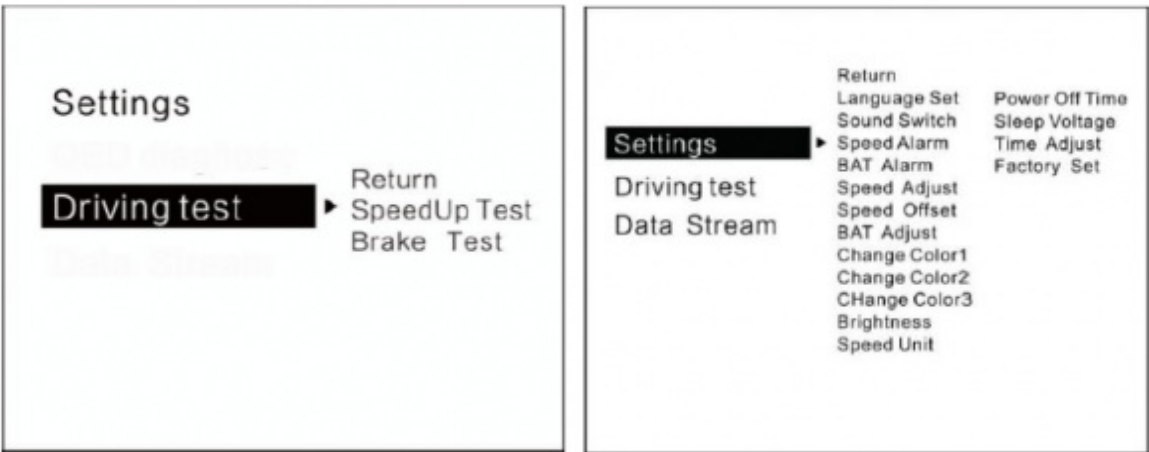 Settings
Driving test
Return
SpeedUp Test
Brake Test
Settings
Driving test
Data Stream
Return
Language Set
Sound Switch
Speed Alarm
BAT Alarm
Speed Adjust
Speed Offset
BAT Adjust
Change Color1
Change Color2
CHange Color3
Brightness
Speed Unit
Power Off Time
Sleep Voltage
Time Adjust
Factory Set